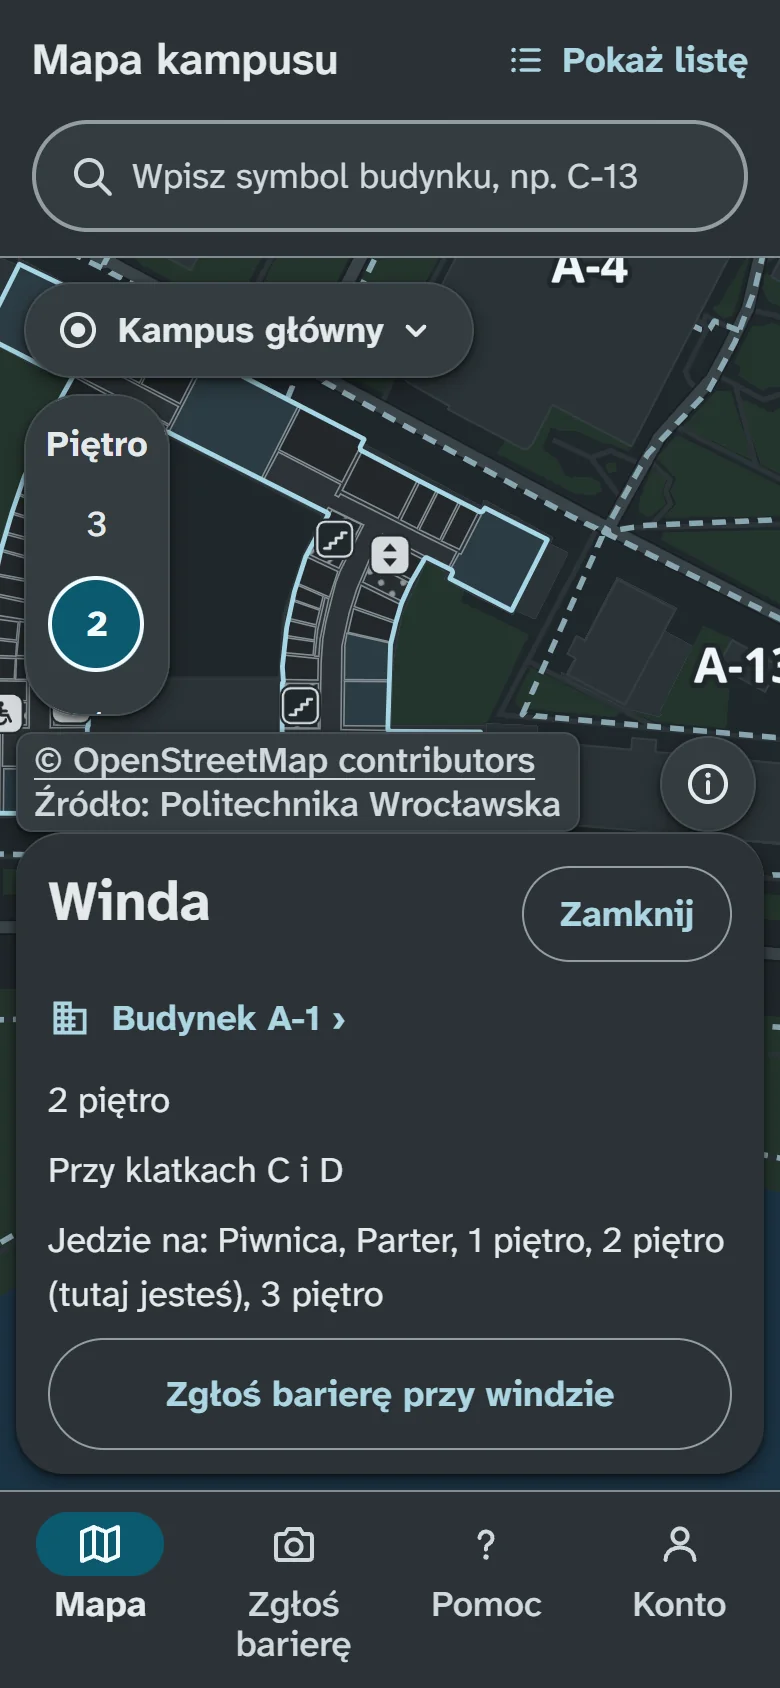 Mapa kampusu
Pokaż listę
Wpisz symbol budynku, np. C-13
A-4
Kampus główny
Piętro
3
2
A-13
© OpenStreetMap contributors
Źródło: Politechnika Wrocławska
Winda
Zamknij
Budynek A-1 ›
2 piętro
Przy klatkach C i D
Jedzie na: Piwnica, Parter, 1 piętro, 2 piętro
(tutaj jesteś), 3 piętro
Zgłoś barierę przy windzie
Mapa
Zgłoś
barierę
Pomoc
Konto